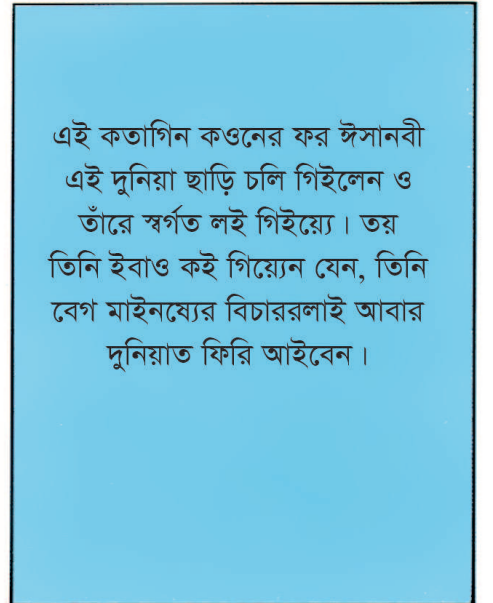 এই কতাগিন কওনের ফর ঈসানবী
এই দুনিয়া ছাড়ি চলি গিইলেন ও
তাঁরে স্বর্গত লই গিইয়্যে। তয়
তিনি ইবাও কই গিয়্যেন যেন, তিনি
বেগ মাইনষ্যের বিচাররলাই আবার
দুনিয়াত ফিরি আইবেন।